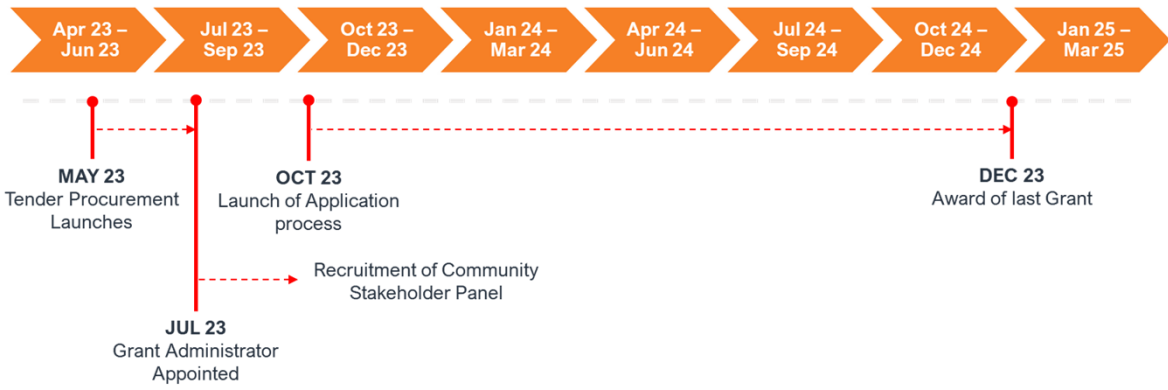 Apr 23 –
Jun 23
Jul 23 –
Sep 23
Oct 23 –
Dec 23
Jan 24 –
Mar 24
Apr 24 –
Jun 24
Jul 24 –
Sep 24
Oct 24 –
Dec 24
Jan 25 –
Mar 25
MAY 23
Tender Procurement
Launches
OCT 23
Launch of Application
process
DEC 23
Award of last Grant
Recruitment of Community
Stakeholder Panel
JUL 23
Grant Administrator
Appointed